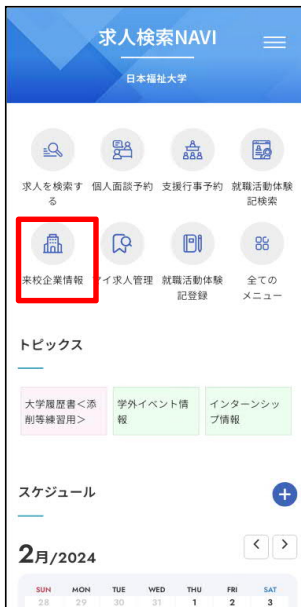 求人検索NAVI
日本福祉大学
求人を検索す
る
個人面談予約
支援行事予約
就職活動体験
記検索
来校企業情報
イ求人管理
就職活動体験
記登録
全ての
メニュー
トピックス
大学履歴書<添
削等練習用>
学外イベント情
報
インターンシッ
プ情報
スケジュール
2月/2024
SUN MON TUE WED THU FRI SAT
28 29 30 31 1 2 3